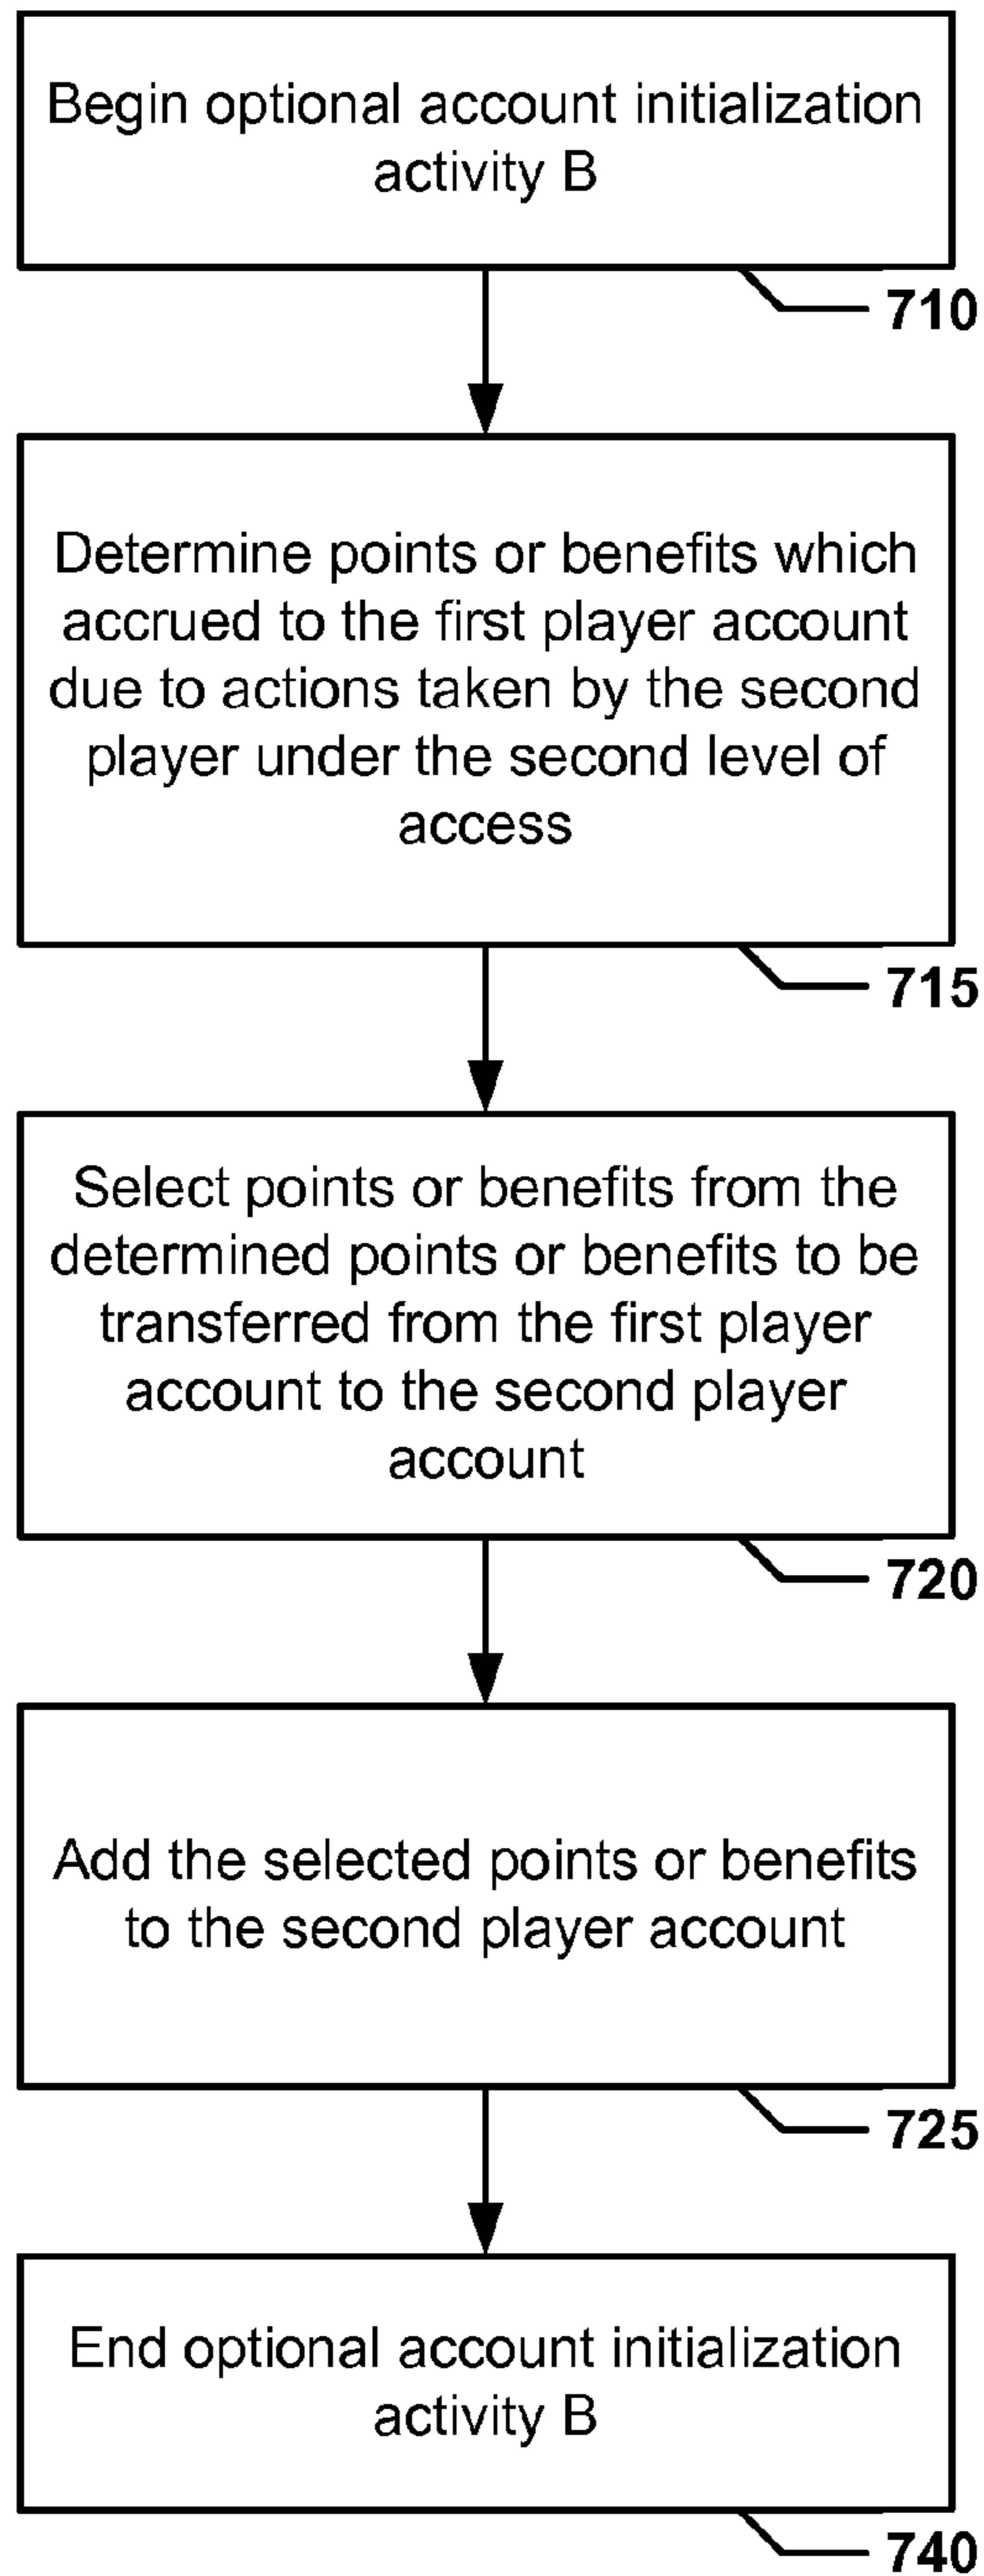 Begin optional account initialization
activity B
710
Determine points or benefits which
accrued to the first player account
due to actions taken by the second
player under the second level of
access
715
Select points or benefits from the
determined points or benefits to be
transferred from the first player
account to the second player
account
720
Add the selected points or benefits
to the second player account
725
End optional account initialization
activity B
740